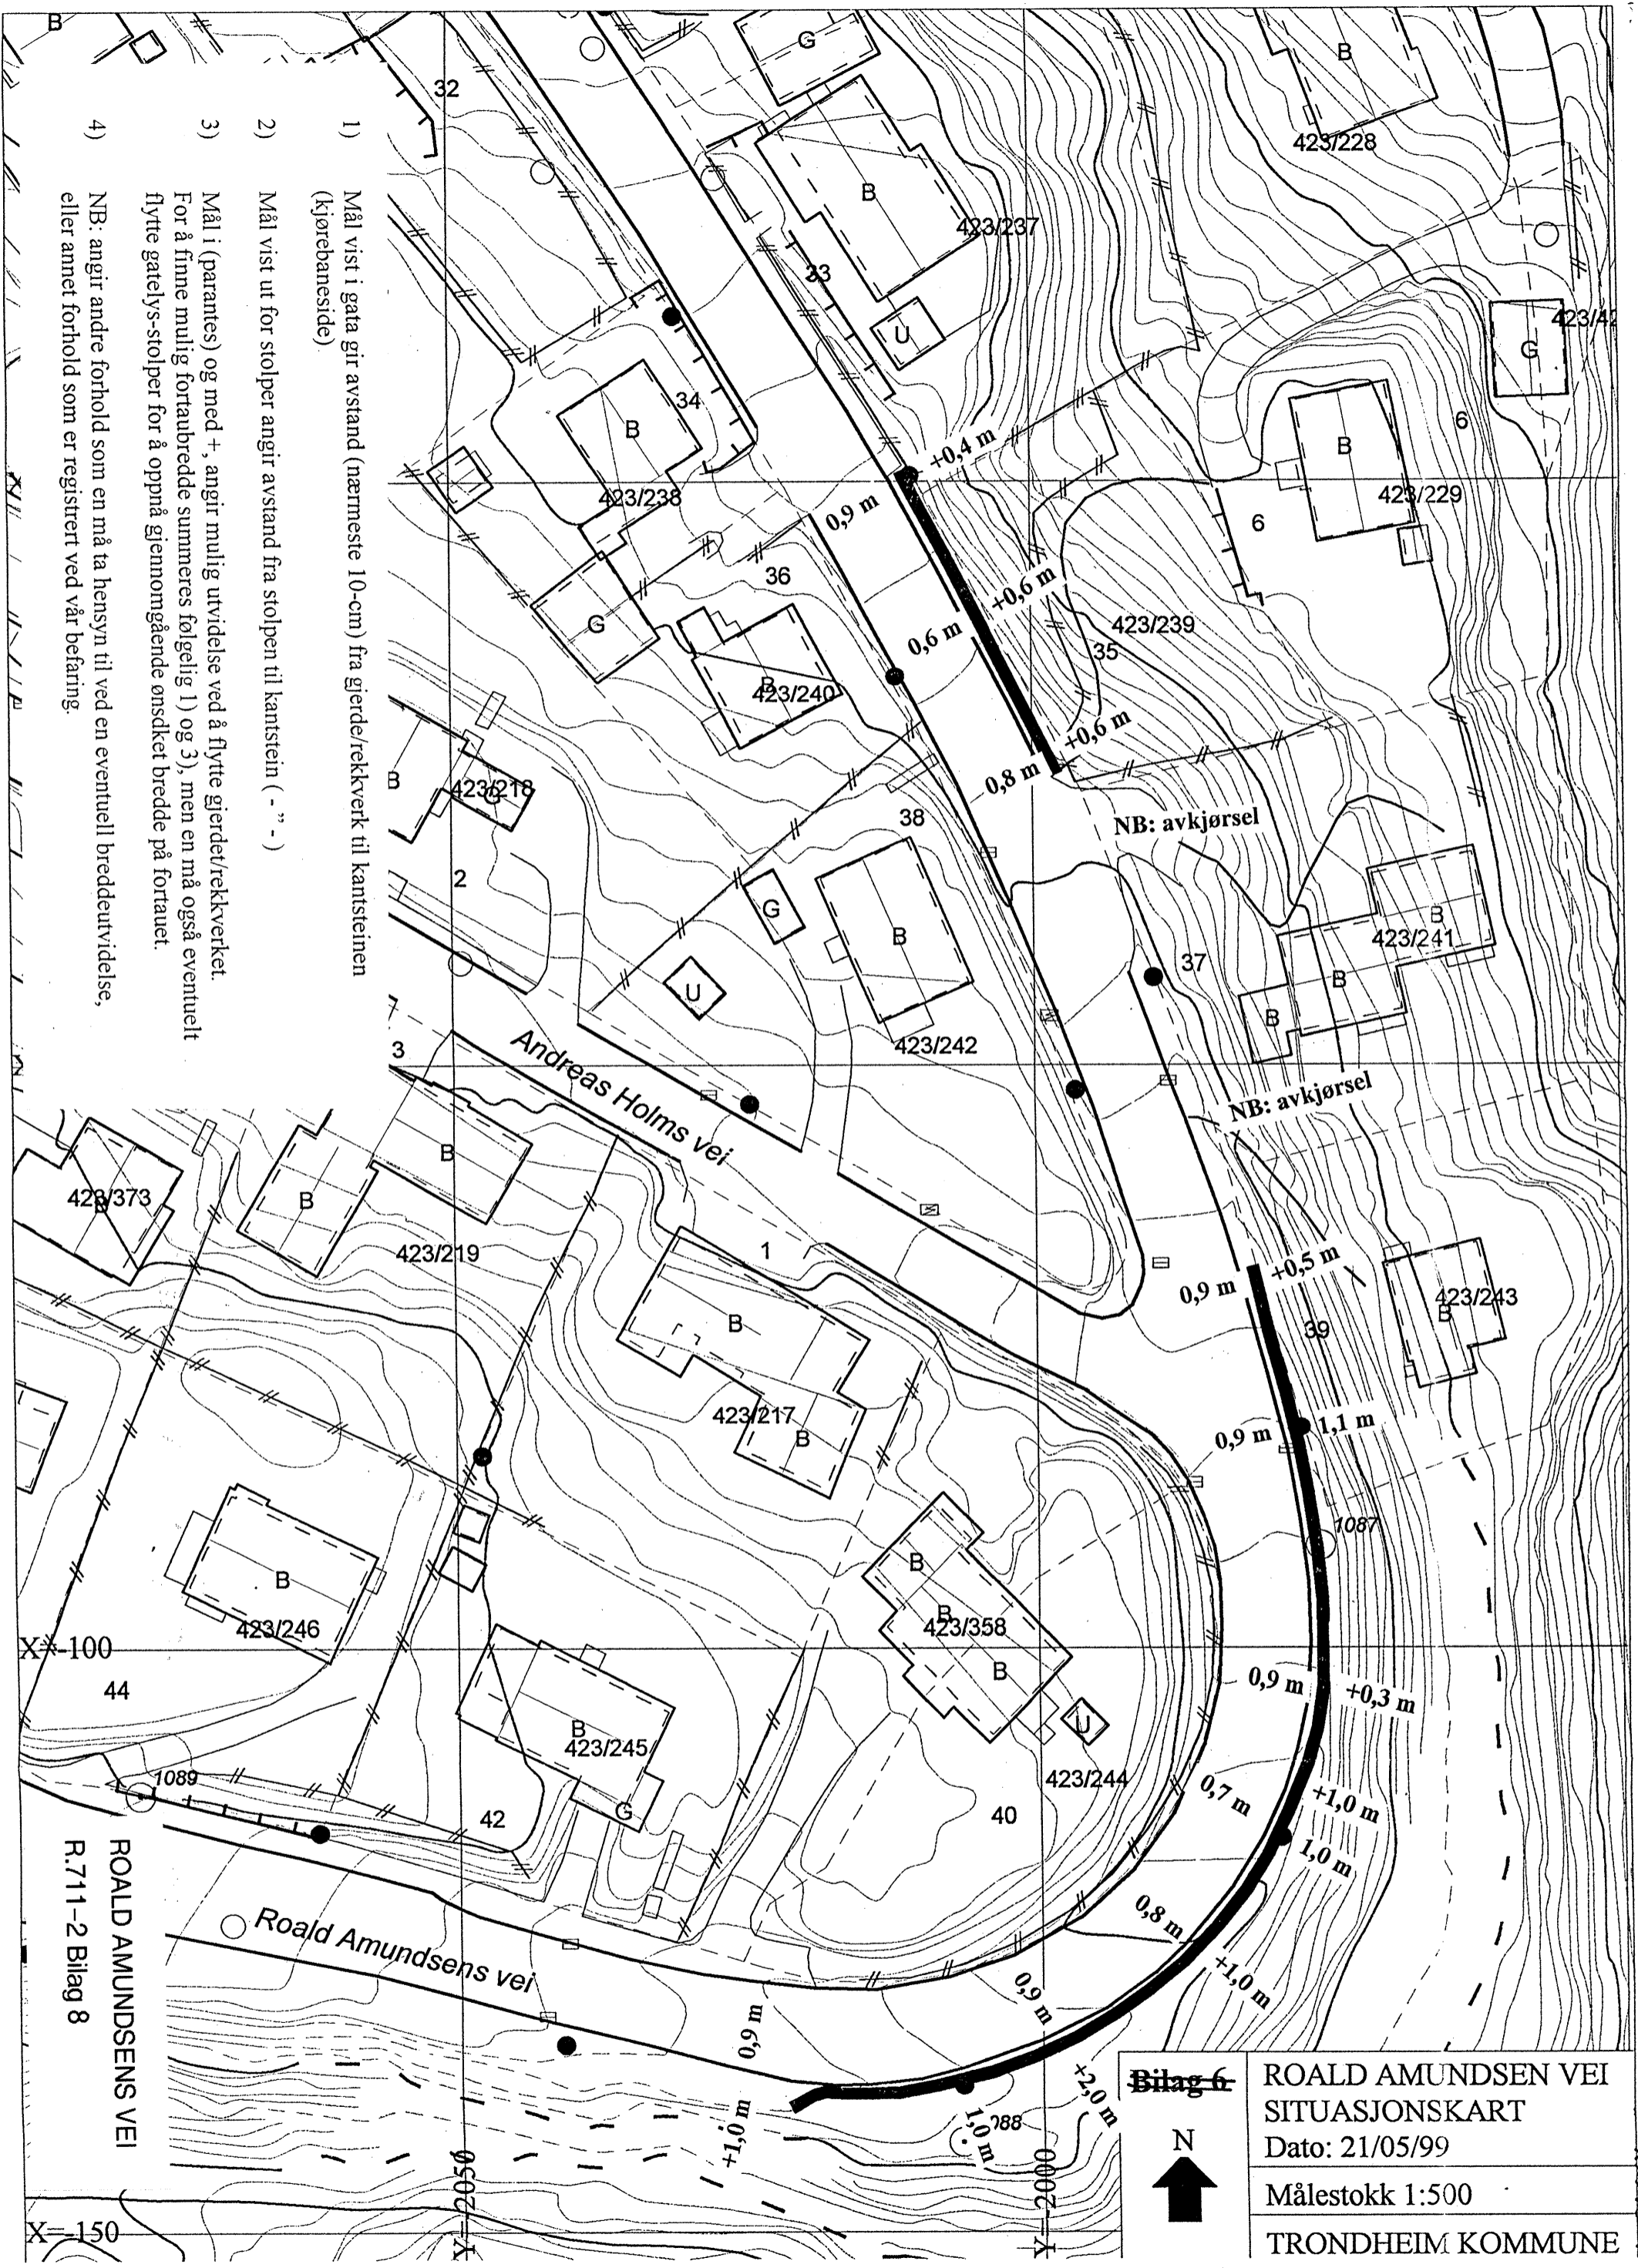 1) Mål vist i gata gir avstand (nærmeste 10-cm) fra gjerde/rekkverk til kantsteinen
(kjørebaneside)
2) Mål vist ut for stolper angir avstand fra stolpen til kantstein ( - ” - )
3) Mål i (parantes) og med +, angir mulig utvidelse ved å flytte gjerdet/rekkverket.
For å finne mulig fortaubredde summeres følgelig 1) og 3), men en må også eventuelt
flytte gatelys-stolper for å oppnå gjennomgående ønsdket bredde på fortauet.
4) NB: angir andre forhold som en må ta hensyn til ved en eventuell breddeutvidelse,
eller annet forhold som er registrert ved vår befaring.
B
G
B
32
423/228
B
423/237
33
U
423/42
G
34
B
6
B
+0,4 m
423/238
0,9 m
423/229
6
36
+0,6 m
G
0,6 m
423/239
35
B
423/240
+0,6 m
0,8 m
B
423/218
G
38
NB: avkjørsel
2
G
B
B
423/241
37
B
U
B
423/242
3
Andreas Holms vei
NB: avkjørsel
B
B
423/373
B
423/219
1
+0,5 m
0,9 m
423/243
B
B
39
423/217
B
1,1 m
0,9 m
1087
B
B
B
423/358
423/246
X=-100
B
0,9 m
+0,3 m
44
U
B
423/245
423/244
1089
0,7 m
+1,0 m
G
42
40
1,0 m
0,8 m
Roald Amundsens vei
+1,0 m
0,9 m
0,9 m
+2,0 m
+1,0 m
1,0 m
088
ROALD AMUNDSENS VEI
R.711-2 Bilag 8
X=-150
Y=-2050
Y=-2000
Bilag 6
N
ROALD AMUNDSEN VEI
SITUASJONSKART
Dato: 21/05/99
Målestokk 1:500
TRONDHEIM KOMMUNE